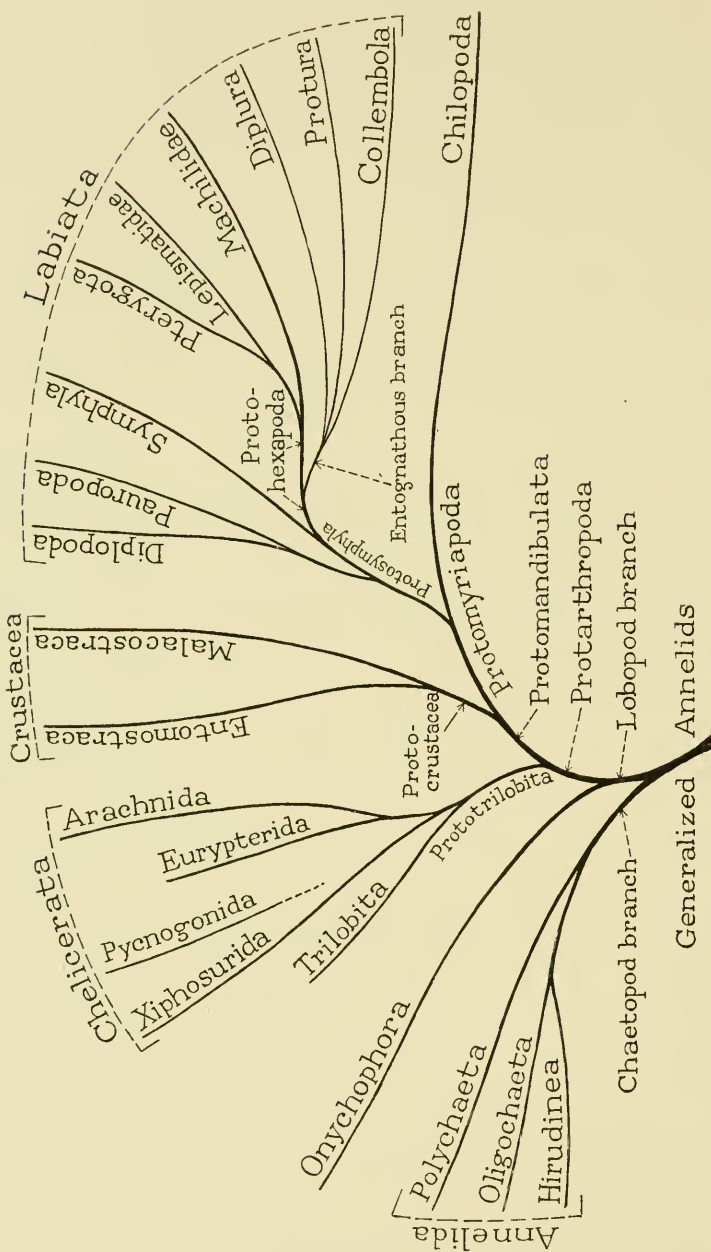 Labiata
Crustacea
Chelicerata
Annelida
Diplopoda
Pauropoda
Symphyla
Pterygota
Lepismatidae
Machilidae
Diplura
Protura
Collembola
Chilopoda
Malacostraca
Entomostraca
Arachnida
Eurypterida
Pycnogonida
Xiphosurida
Trilobita
Onychophora
Polychaeta
Oligochaeta
Hirudinea
Proto-
hexapoda
Entognathous branch
Protosymphyla
Protomyriapoda
Proto-
crustacea
Protomandibulata
Prototrilobita
Protarthropoda
Lobopod branch
Chaetopod branch
Generalized Annelids